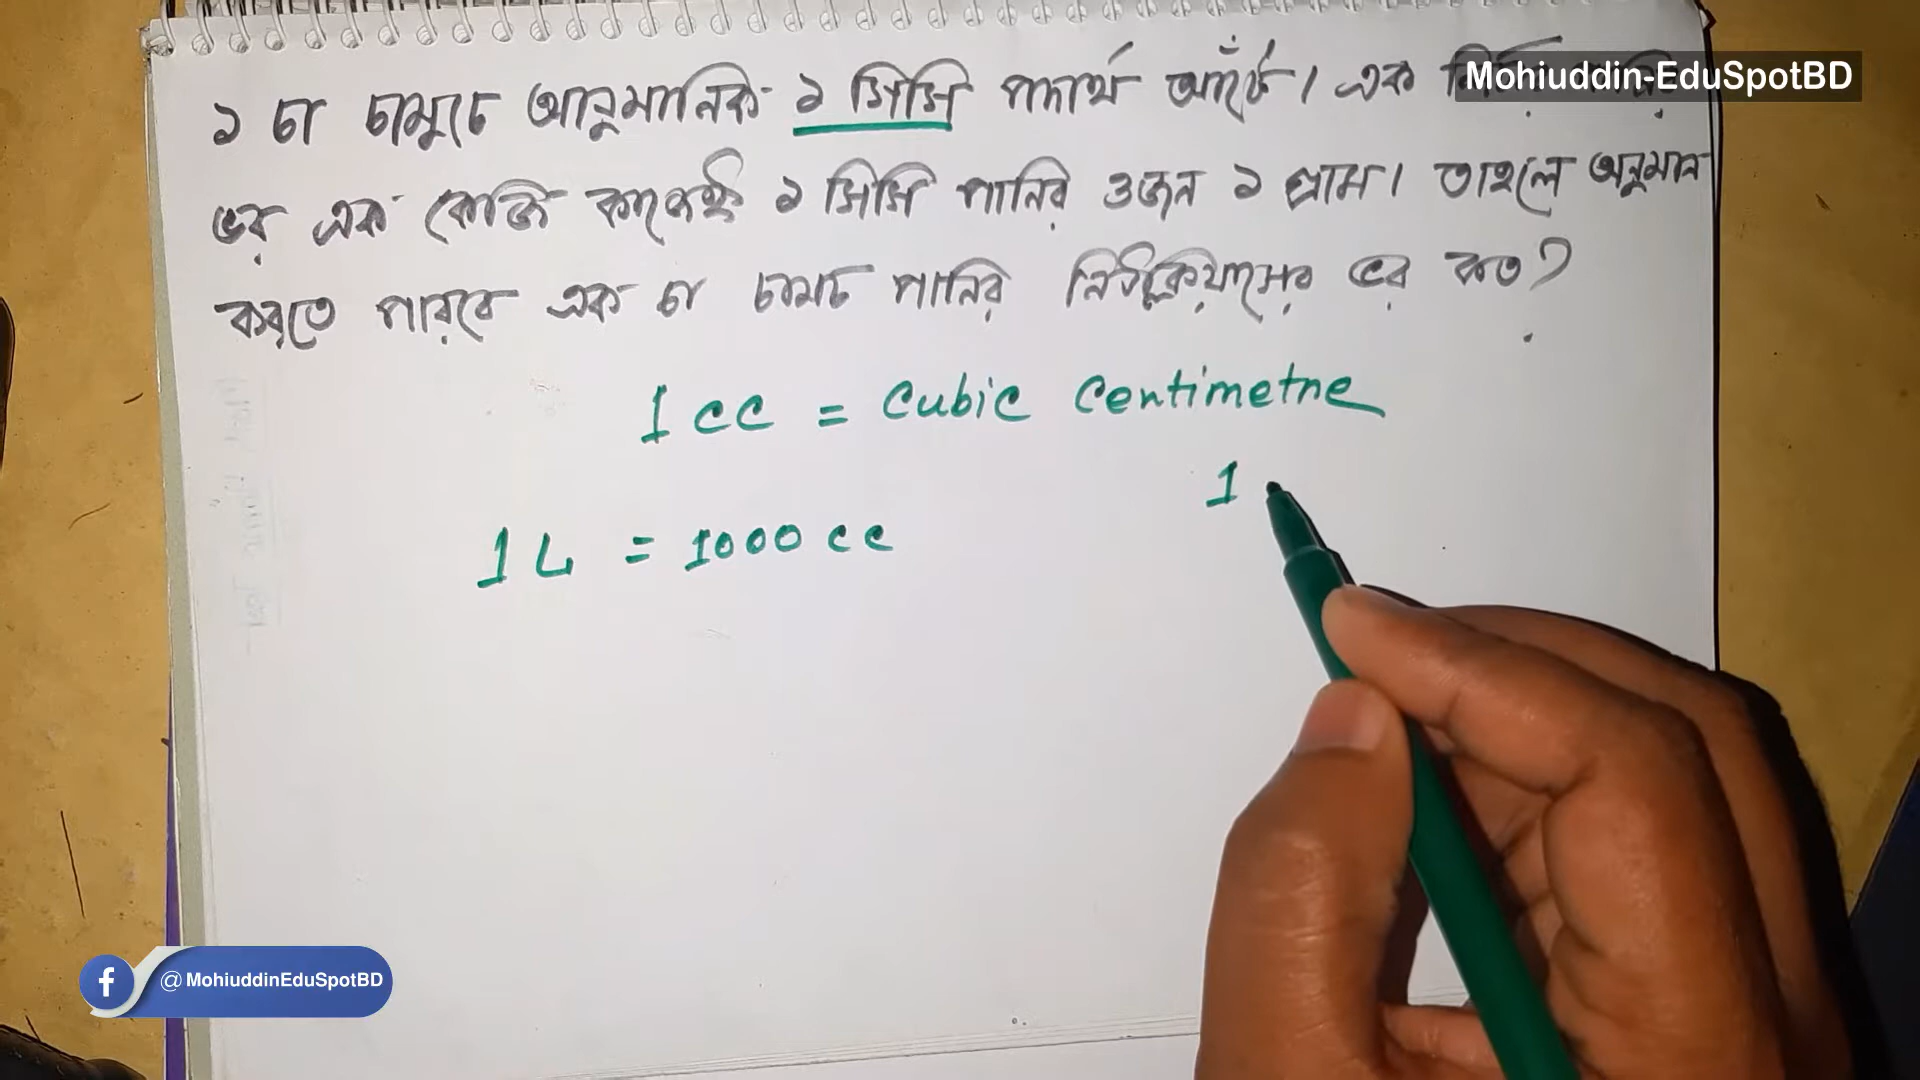 ১ চা চামুচে আনুমানিক ১ সিসি পদার্থ আঁটে। এক
Mohiuddin-EduSpotBD
ভর এক কেজি কাজেই ১ সিসি পানির ওজন ১ গ্রাম। তাহলে অনুমান
করতে পারবে এক চা চামচ পানির নিউক্লিয়াসের ভর কত?
1 cc = Cubic Centimetre
1
1 L = 1000 cc
@MohiuddinEduSpotBD